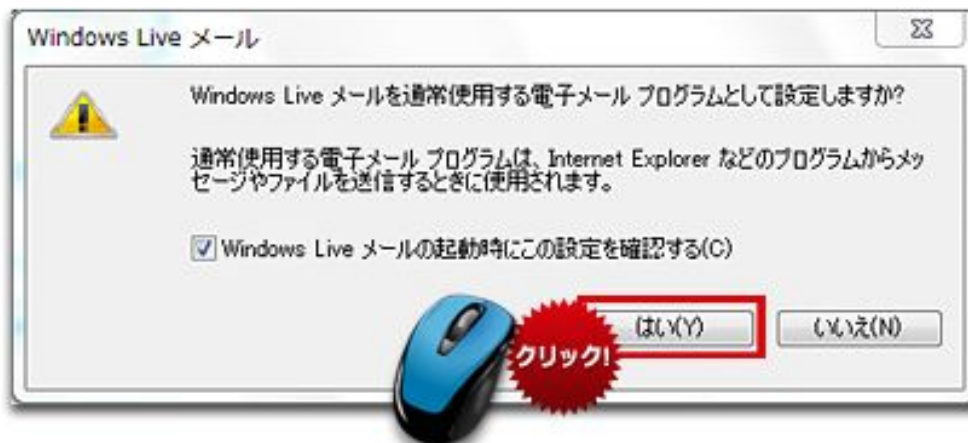 Windows Live メール
Windows Live メールを通常使用する電子メール プログラムとして設定しますか?
通常使用する電子メール プログラムは、Internet Explorer などのプログラムからメッ
セージやファイルを送信するときに使用されます。
Windows Live メールの起動時にこの設定を確認する(C)
はい(Y)
いいえ(N)
クリック!